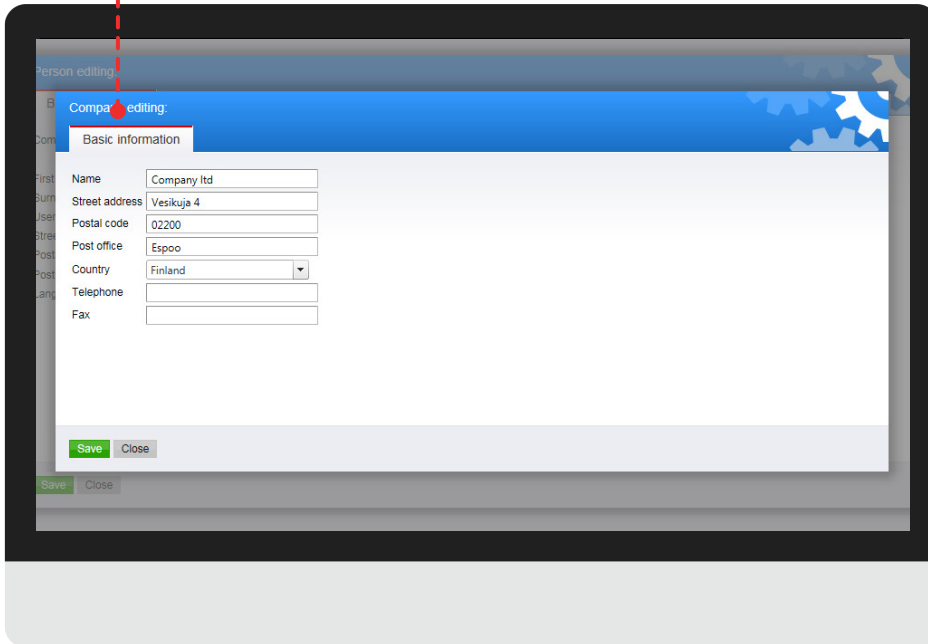 Person editing:
Company editing:
Basic information
Name Company ltd
Street address Vesikuja 4
Postal code 02200
Post office Espoo
Country Finland
Telephone
Fax
Save Close
Save Close